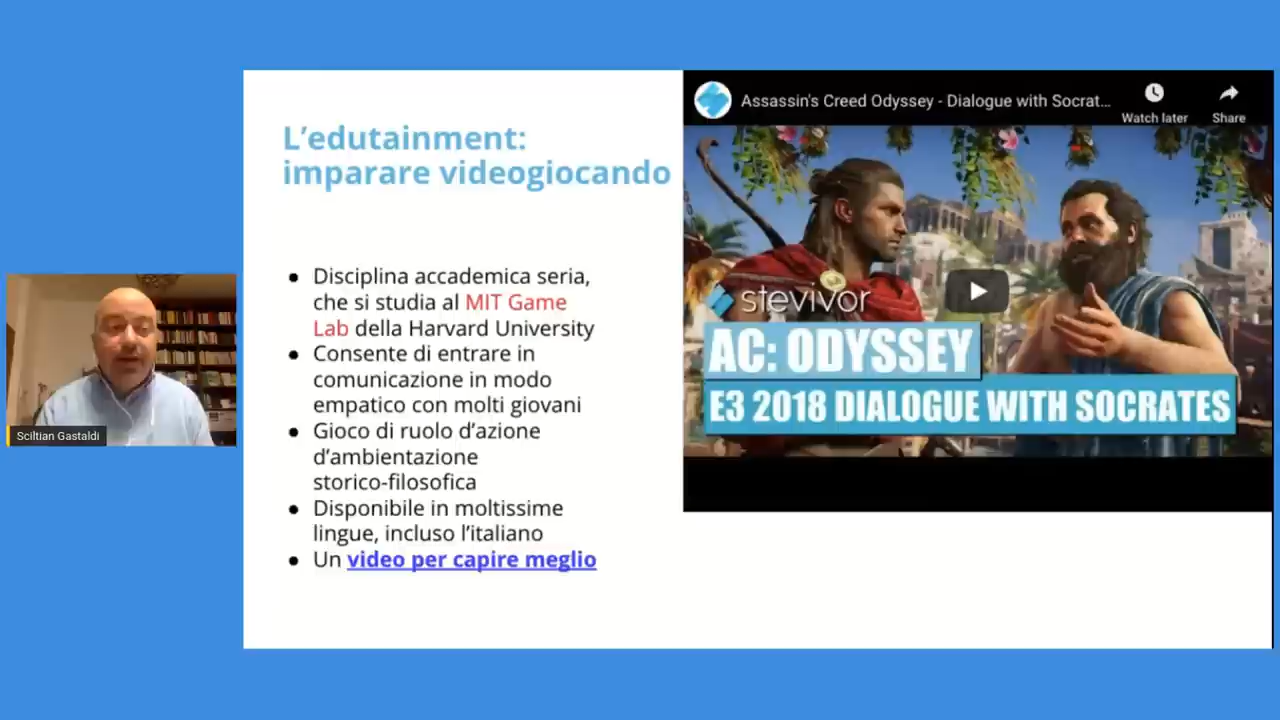 L'edutainment:
imparare videogiocando
● Disciplina accademica seria,
che si studia al MIT Game
Lab della Harvard University
● Consente di entrare in
comunicazione in modo
empatico con molti giovani
● Gioco di ruolo d'azione
d'ambientazione
storico-filosofica
● Disponibile in moltissime
lingue, incluso l'italiano
● Un video per capire meglio
Assassin's Creed Odyssey - Dialogue with Socrat...
Watch later
Share
stevivor
AC: ODYSSEY
E3 2018 DIALOGUE WITH SOCRATES
Sciltian Gastaldi